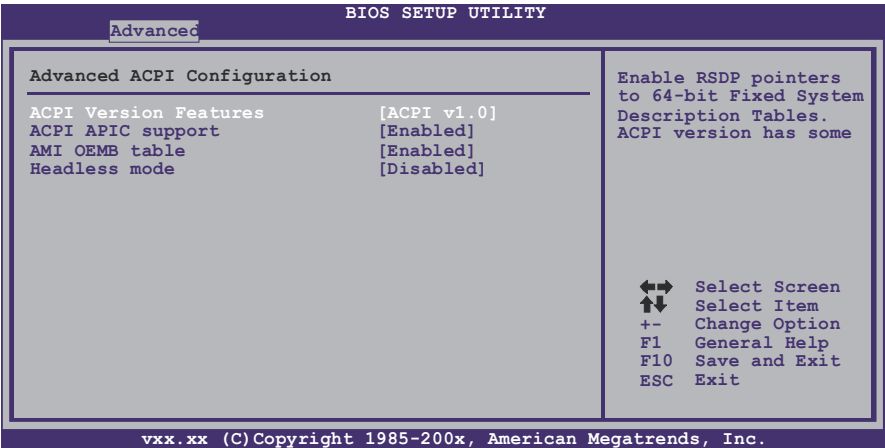 BIOS SETUP UTILITY
Advanced
Advanced ACPI Configuration
ACPI Version Features [ACPI v1.0]
ACPI APIC support [Enabled]
AMI OEMB table [Enabled]
Headless mode [Disabled]
Enable RSDP pointers
to 64-bit Fixed System
Description Tables.
ACPI version has some
Select Screen
Select Item
+- Change Option
F1 General Help
F10 Save and Exit
ESC Exit
vxx.xx (C)Copyright 1985-200x, American Megatrends, Inc.